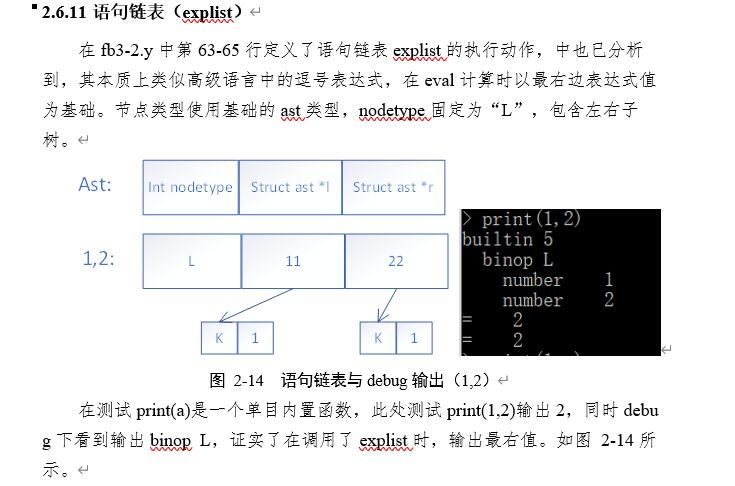 2.6.11 语句链表（explist）
在 fb3-2.y 中第 63-65 行定义了语句链表 explist 的执行动作，中也已分析
到，其本质上类似高级语言中的逗号表达式，在 eval 计算时以最右边表达式值
为基础。节点类型使用基础的 ast 类型，nodetype 固定为“L”，包含左右子
树。
Ast: Int nodetype Struct ast *l Struct ast *r
> print(1,2)
builtin 5
binop L
number 1
number 2
= 2
= 2
1,2: L 11 22
K 1 K 1
图 2-14 语句链表与 debug 输出（1,2）
在测试 print(a)是一个单目内置函数，此处测试 print(1,2)输出 2，同时 debu
g 下看到输出 binop L，证实了在调用了 explist 时，输出最右值。如图 2-14 所
示。